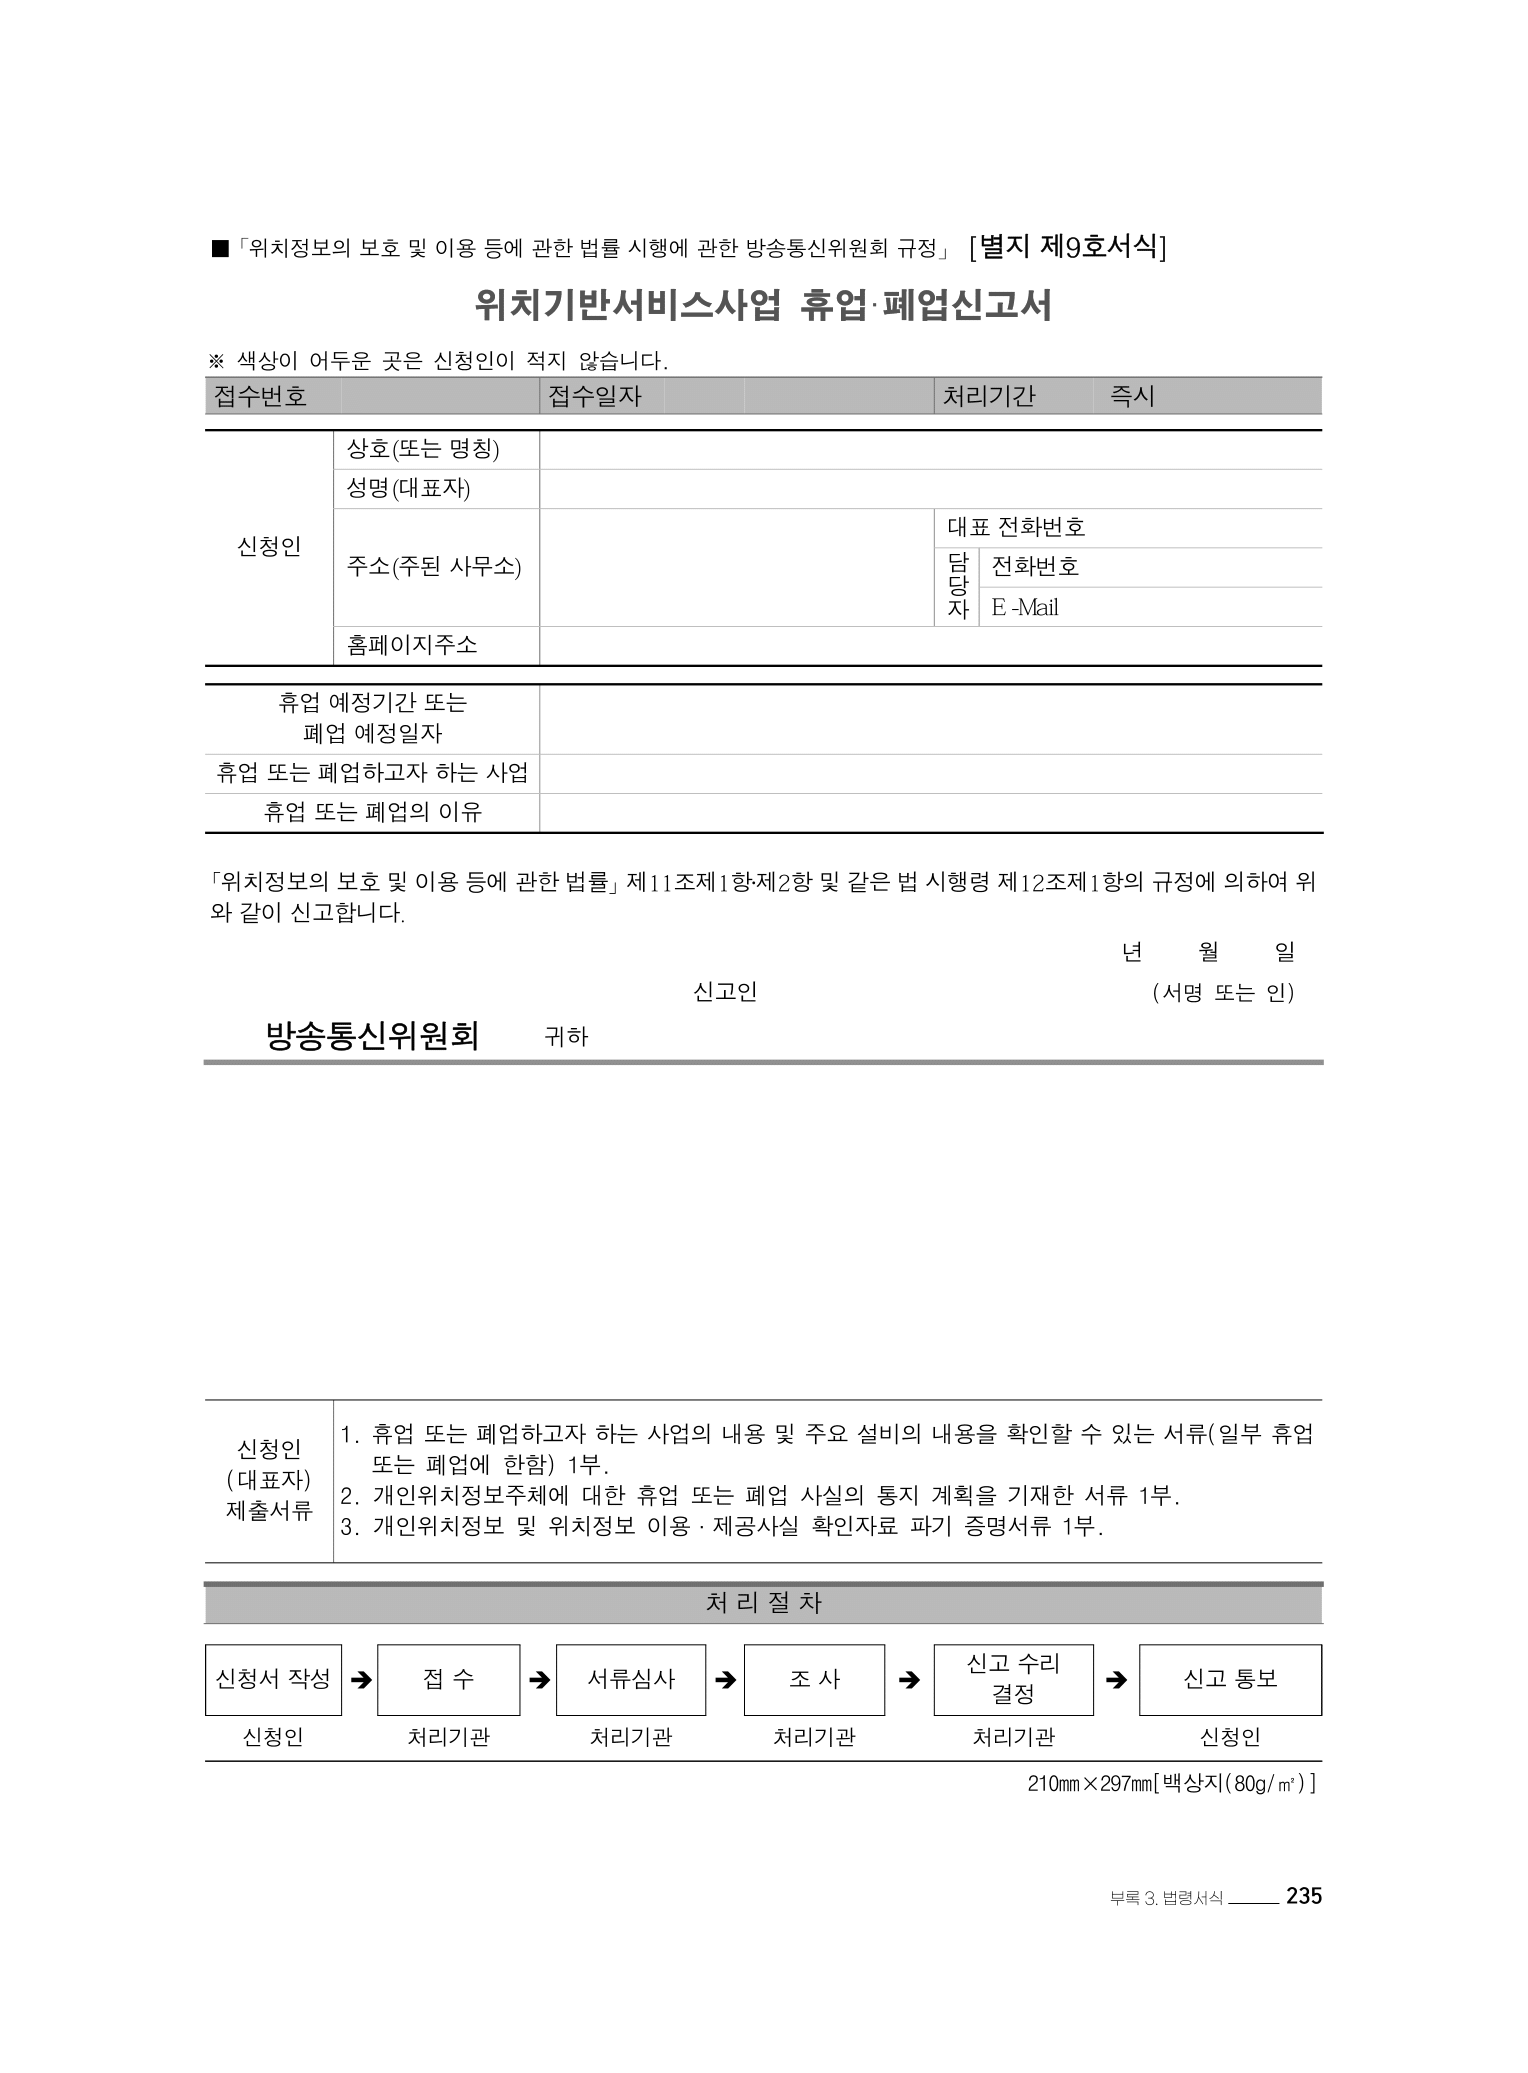 ■「위치정보의 보호 및 이용 등에 관한 법률 시행에 관한 방송통신위원회 규정」 [별지 제9호서식]
위치기반서비스사업 휴업·폐업신고서
※ 색상이 어두운 곳은 신청인이 적지 않습니다.
접수번호 접수일자 처리기간 즉시
신청인
상호(또는 명칭)
성명(대표자)
주소(주된 사무소)
대표 전화번호
담당자
전화번호
E-Mail
홈페이지주소
휴업 예정기간 또는
폐업 예정일자
휴업 또는 폐업하고자 하는 사업
휴업 또는 폐업의 이유
「위치정보의 보호 및 이용 등에 관한 법률」 제11조제1항·제2항 및 같은 법 시행령 제12조제1항의 규정에 의하여 위
와 같이 신고합니다.
년 월 일
신고인 (서명 또는 인)
방송통신위원회 귀하
신청인
(대표자)
제출서류
1. 휴업 또는 폐업하고자 하는 사업의 내용 및 주요 설비의 내용을 확인할 수 있는 서류(일부 휴업
또는 폐업에 한함) 1부.
2. 개인위치정보주체에 대한 휴업 또는 폐업 사실의 통지 계획을 기재한 서류 1부.
3. 개인위치정보 및 위치정보 이용·제공사실 확인자료 파기 증명서류 1부.
처 리 절 차
신청서 작성 ➔ 접 수 ➔ 서류심사 ➔ 조 사 ➔ 신고 수리 결정 ➔ 신고 통보
신청인 처리기관 처리기관 처리기관 처리기관 신청인
210㎜×297㎜[백상지(80g/㎡)]
부록 3. 법령서식 235